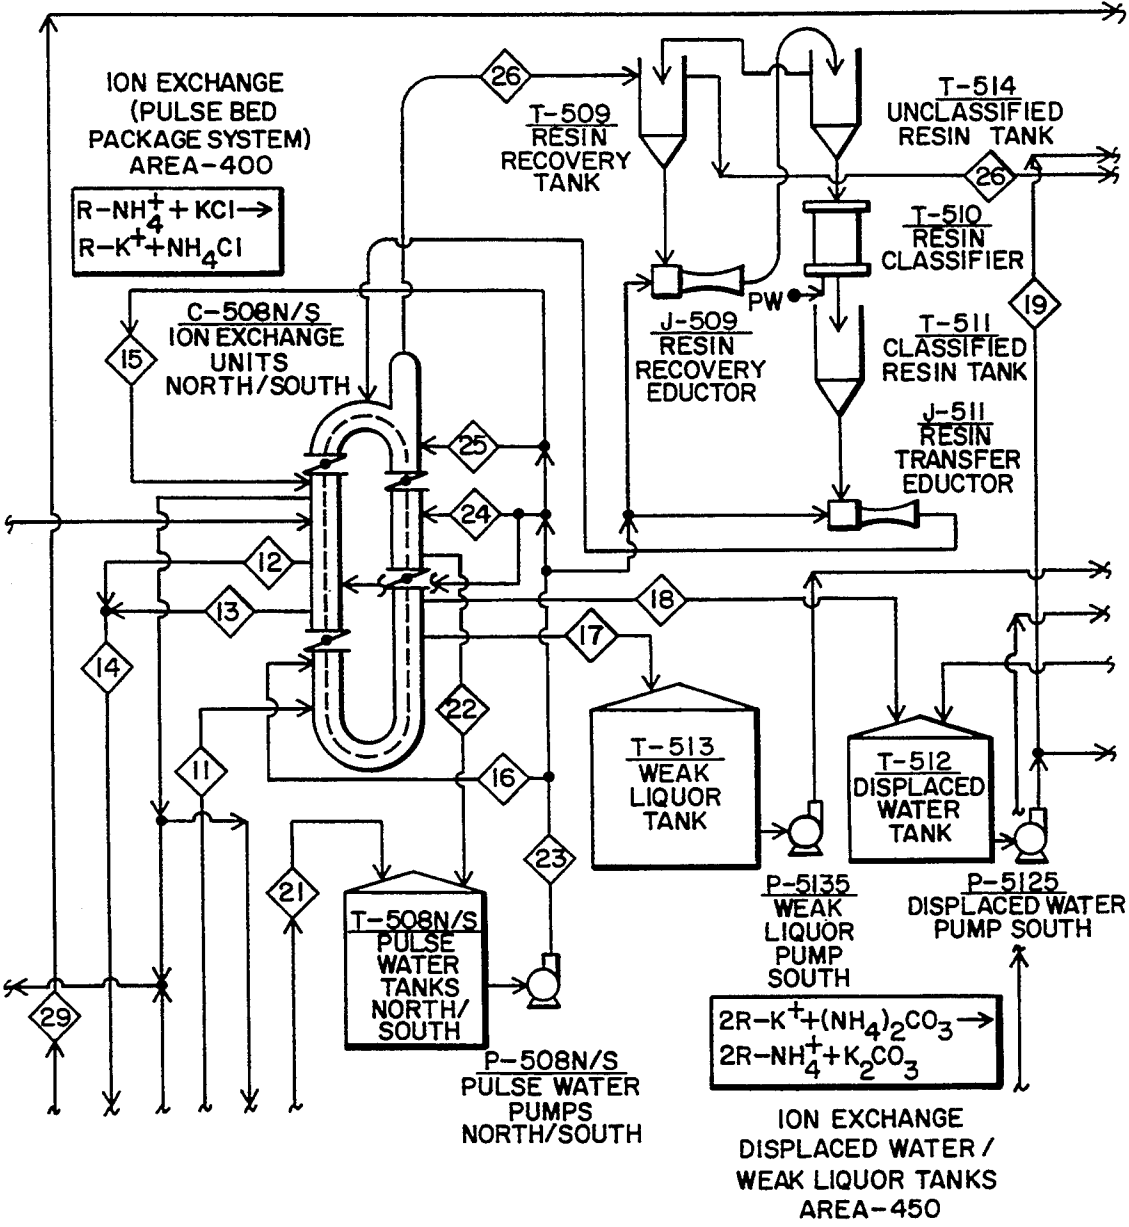 ION EXCHANGE
(PULSE BED
PACKAGE SYSTEM)
AREA-400
R-NH₄⁺ + KCl→
R-K⁺+NH₄Cl
26
T-509
RESIN
RECOVERY
TANK
T-514
UNCLASSIFIED
RESIN TANK
26
T-510
RESIN
CLASSIFIER
PW
19
J-509
RESIN
RECOVERY
EDUCTOR
T-511
CLASSIFIED
RESIN TANK
J-511
RESIN
TRANSFER
EDUCTOR
C-508N/S
ION EXCHANGE
UNITS
NORTH/SOUTH
15
25
24
12
13
14
18
17
22
11
16
23
21
29
T-513
WEAK
LIQUOR
TANK
T-512
DISPLACED
WATER
TANK
P-5135
WEAK
LIQUOR
PUMP
SOUTH
P-5125
DISPLACED WATER
PUMP SOUTH
T-508N/S
PULSE
WATER
TANKS
NORTH/
SOUTH
P-508N/S
PULSE WATER
PUMPS
NORTH/SOUTH
2R-K⁺+(NH₄)₂CO₃→
2R-NH₄⁺+K₂CO₃
ION EXCHANGE
DISPLACED WATER/
WEAK LIQUOR TANKS
AREA-450